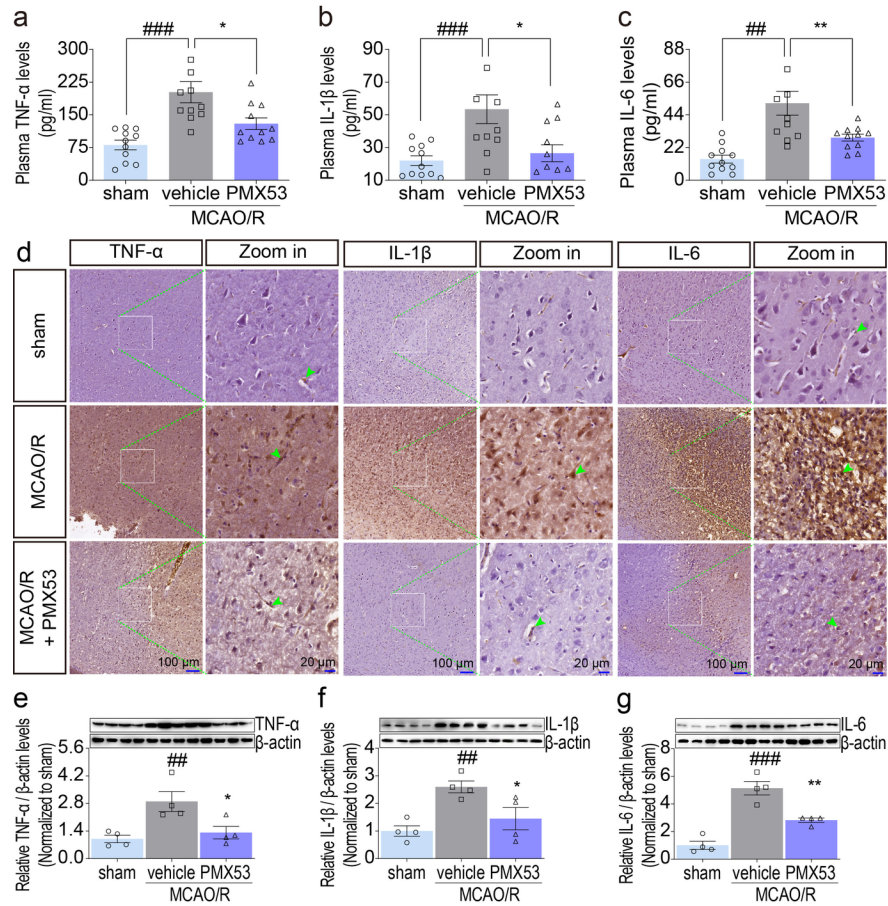 a
###
*
Plasma TNF-α levels
(pg/ml)
300
225
150
75
0
sham
vehicle
PMX53
MCAO/R
b
###
*
Plasma IL-1β levels
(pg/ml)
90
70
50
30
10
sham
vehicle
PMX53
MCAO/R
c
##
**
Plasma IL-6 levels
(pg/ml)
88
66
44
22
0
sham
vehicle
PMX53
MCAO/R
d
TNF-α
Zoom in
IL-1β
Zoom in
IL-6
Zoom in
sham
MCAO/R
MCAO/R
+ PMX53
100 µm
20 µm
100 µm
20 µm
100 µm
20 µm
e
TNF-α
β-actin
Relative TNF-α / β-actin levels
(Normalized to sham)
5.6
4.2
2.8
1.4
0.0
##
*
sham
vehicle
PMX53
MCAO/R
f
IL-1β
β-actin
Relative IL-1β / β-actin levels
(Normalized to sham)
4
3
2
1
0
##
*
sham
vehicle
PMX53
MCAO/R
g
IL-6
β-actin
Relative IL-6 / β-actin levels
(Normalized to sham)
8
6
4
2
0
###
**
sham
vehicle
PMX53
MCAO/R